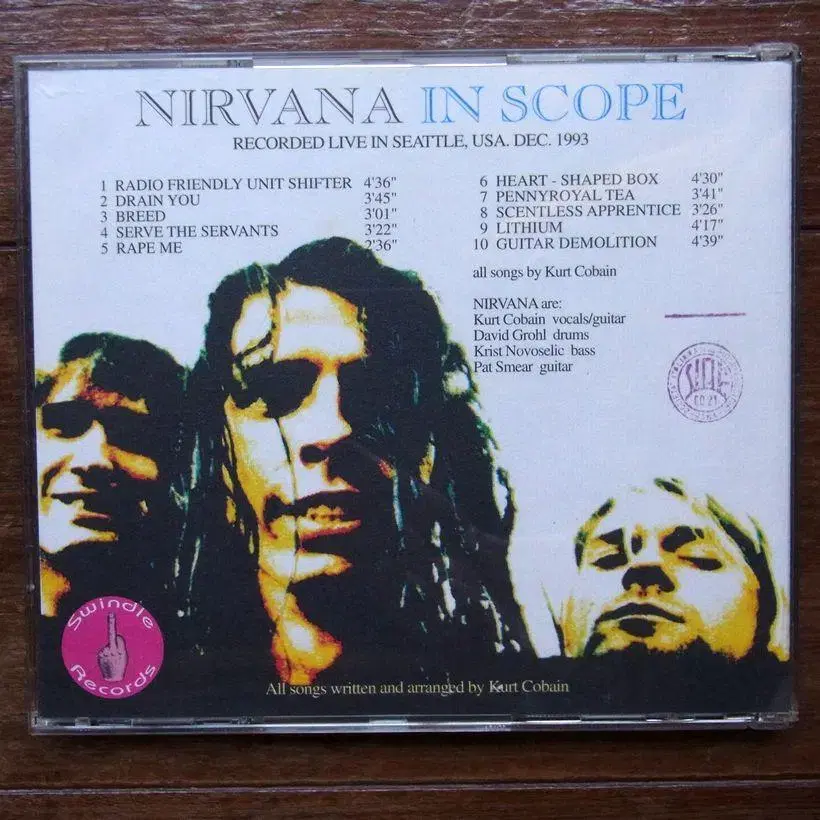 NIRVANA IN SCOPE
RECORDED LIVE IN SEATTLE, USA. DEC. 1993
1 RADIO FRIENDLY UNIT SHIFTER 4'36"
2 DRAIN YOU 3'45"
3 BREED 3'01"
4 SERVE THE SERVANTS 3'22"
5 RAPE ME 2'36"
6 HEART - SHAPED BOX 4'30"
7 PENNYROYAL TEA 3'41"
8 SCENTLESS APPRENTICE 3'26"
9 LITHIUM 4'17"
10 GUITAR DEMOLITION 4'39"
all songs by Kurt Cobain
NIRVANA are:
Kurt Cobain vocals/guitar
David Grohl drums
Krist Novoselic bass
Pat Smear guitar
Swindle
Records
All songs written and arranged by Kurt Cobain